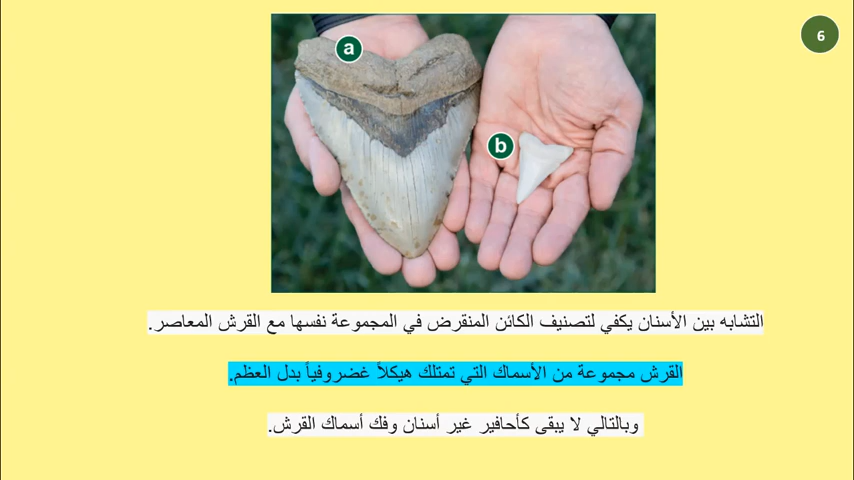 6
a
b
التشابه بين الأسنان يكفي لتصنيف الكائن المنقرض في المجموعة نفسها مع القرش المعاصر.
القرش مجموعة من الأسماك التي تمتلك هيكلاً غضروفياً بدل العظم.
وبالتالي لا يبقى كأحافير غير أسنان وفك أسماك القرش.